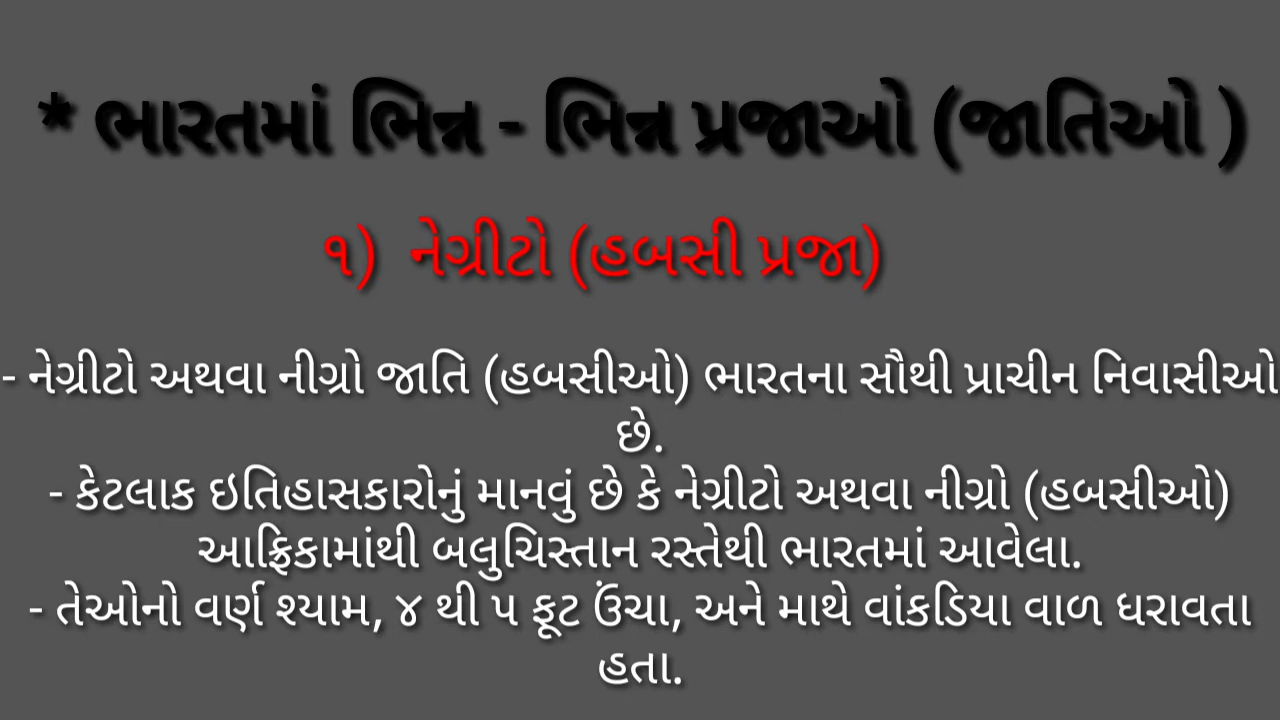 * ભારતમાં ભિન્ન - ભિન્ન પ્રજાઓ (જાતિઓ )
૧) નેગ્રીટો (હબસી પ્રજા)
- નેગ્રીટો અથવા નીગ્રો જાતિ (હબસીઓ) ભારતના સૌથી પ્રાચીન નિવાસીઓ
છે.
- કેટલાક ઇતિહાસકારોનું માનવું છે કે નેગ્રીટો અથવા નીગ્રો (હબસીઓ)
આફ્રિકામાંથી બલુચિસ્તાન રસ્તેથી ભારતમાં આવેલા.
- તેઓનો વર્ણ શ્યામ, ૪ થી ૫ ફૂટ ઉંચા, અને માથે વાંકડિયા વાળ ધરાવતા
હતા.